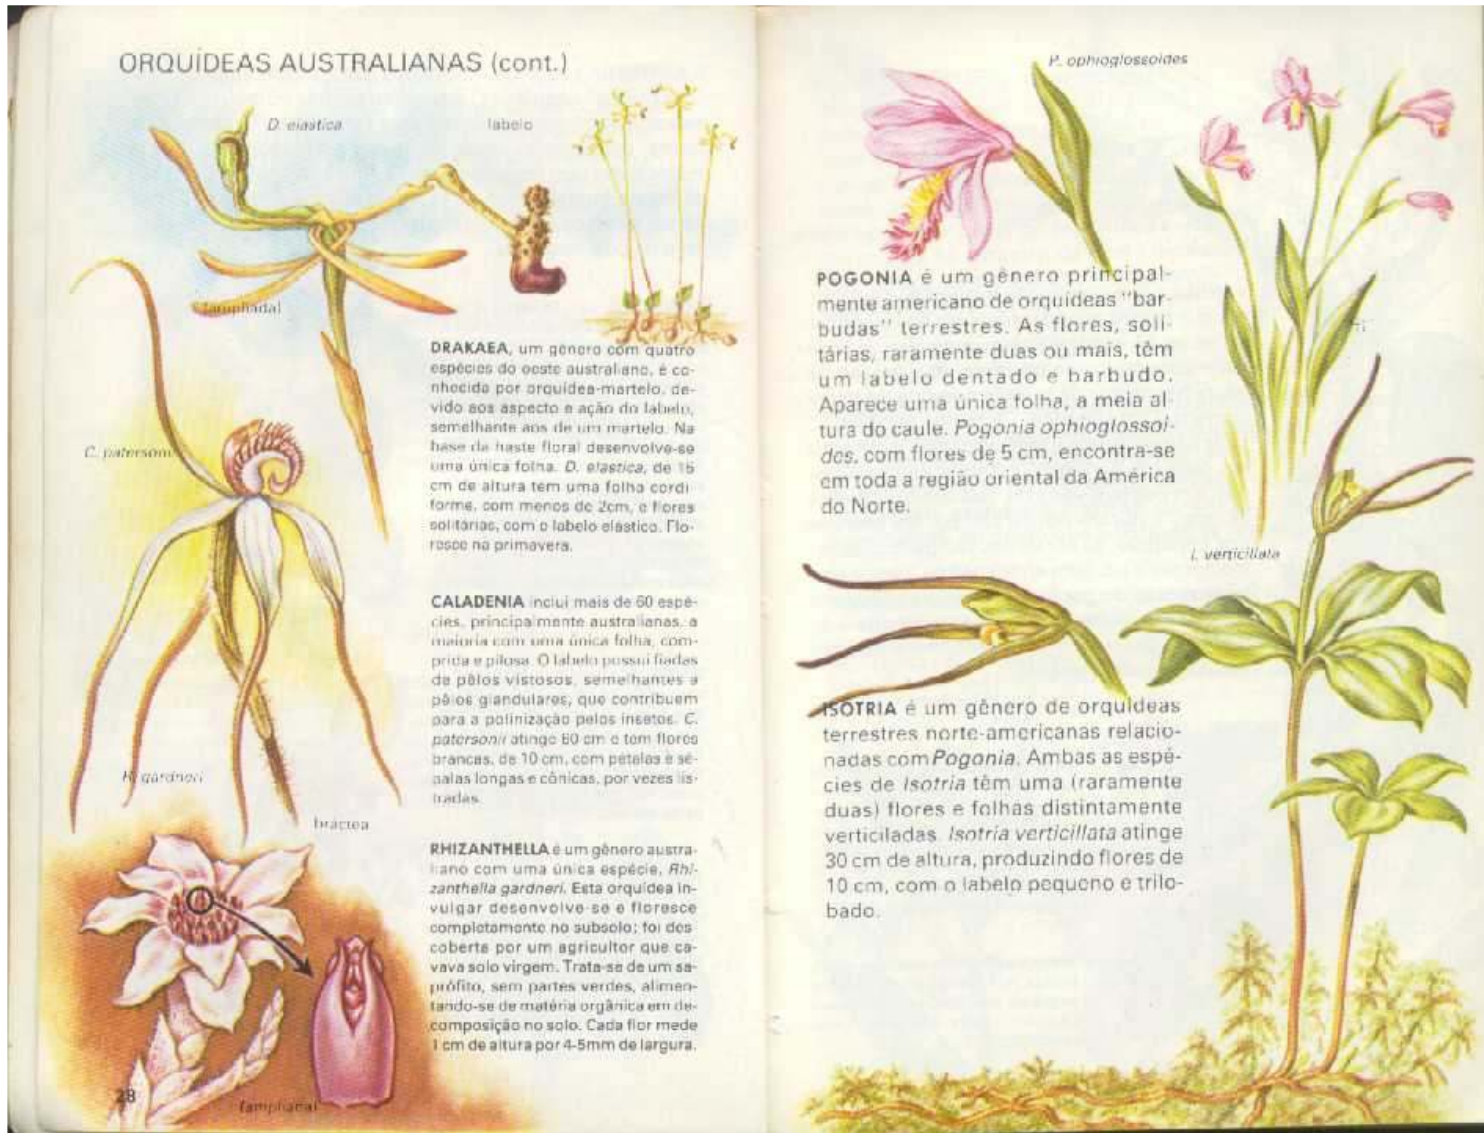 ORQUÍDEAS AUSTRALIANAS (cont.)
D. elastica
labelo
(ampliada)
C. patersonii
DRAKAEA, um gênero com quatro
espécies do oeste australiano, é co-
nhecida por orquídea-martelo, de-
vido aos aspecto e ação do labelo,
semelhante aos de um martelo. Na
base da haste floral desenvolve-se
uma única folha. D. elastica, de 15
cm de altura tem uma folha cordi-
forme, com menos de 2cm, e flores
solitárias, com o labelo elástico. Flo-
resce na primavera.
CALADENIA inclui mais de 60 espé-
cies, principalmente australianas, a
maioria com uma única folha, com-
prida e pilosa. O labelo possui fiadas
de pêlos vistosos, semelhantes a
pêlos glandulares, que contribuem
para a polinização pelos insetos. C.
patersonii atinge 60 cm e tem flores
brancas, de 10 cm, com pétalas e sé-
palas longas e cônicas, por vezes lis-
tradas.
R. gardneri
bráctea
RHIZANTHELLA é um gênero austra-
liano com uma única espécie, Rhi-
zanthella gardneri. Esta orquídea in-
vulgar desenvolve-se e floresce
completamente no subsolo; foi des-
coberta por um agricultor que ca-
vava solo virgem. Trata-se de um sa-
prófito, sem partes verdes, alimen-
tando-se de matéria orgânica em de-
composição no solo. Cada flor mede
1 cm de altura por 4-5mm de largura.
28
P. ophioglossoides
POGONIA é um gênero principal-
mente americano de orquídeas "bar-
budas" terrestres. As flores, soli-
tárias, raramente duas ou mais, têm
um labelo dentado e barbudo.
Aparece uma única folha, a meia al-
tura do caule. Pogonia ophioglossoi-
des, com flores de 5 cm, encontra-se
em toda a região oriental da América
do Norte.
I. verticillata
ISOTRIA é um gênero de orquídeas
terrestres norte-americanas relacio-
nadas com Pogonia. Ambas as espé-
cies de Isotria têm uma (raramente
duas) flores e folhas distintamente
verticiladas. Isotria verticillata atinge
30 cm de altura, produzindo flores de
10 cm, com o labelo pequeno e trilo-
bado.